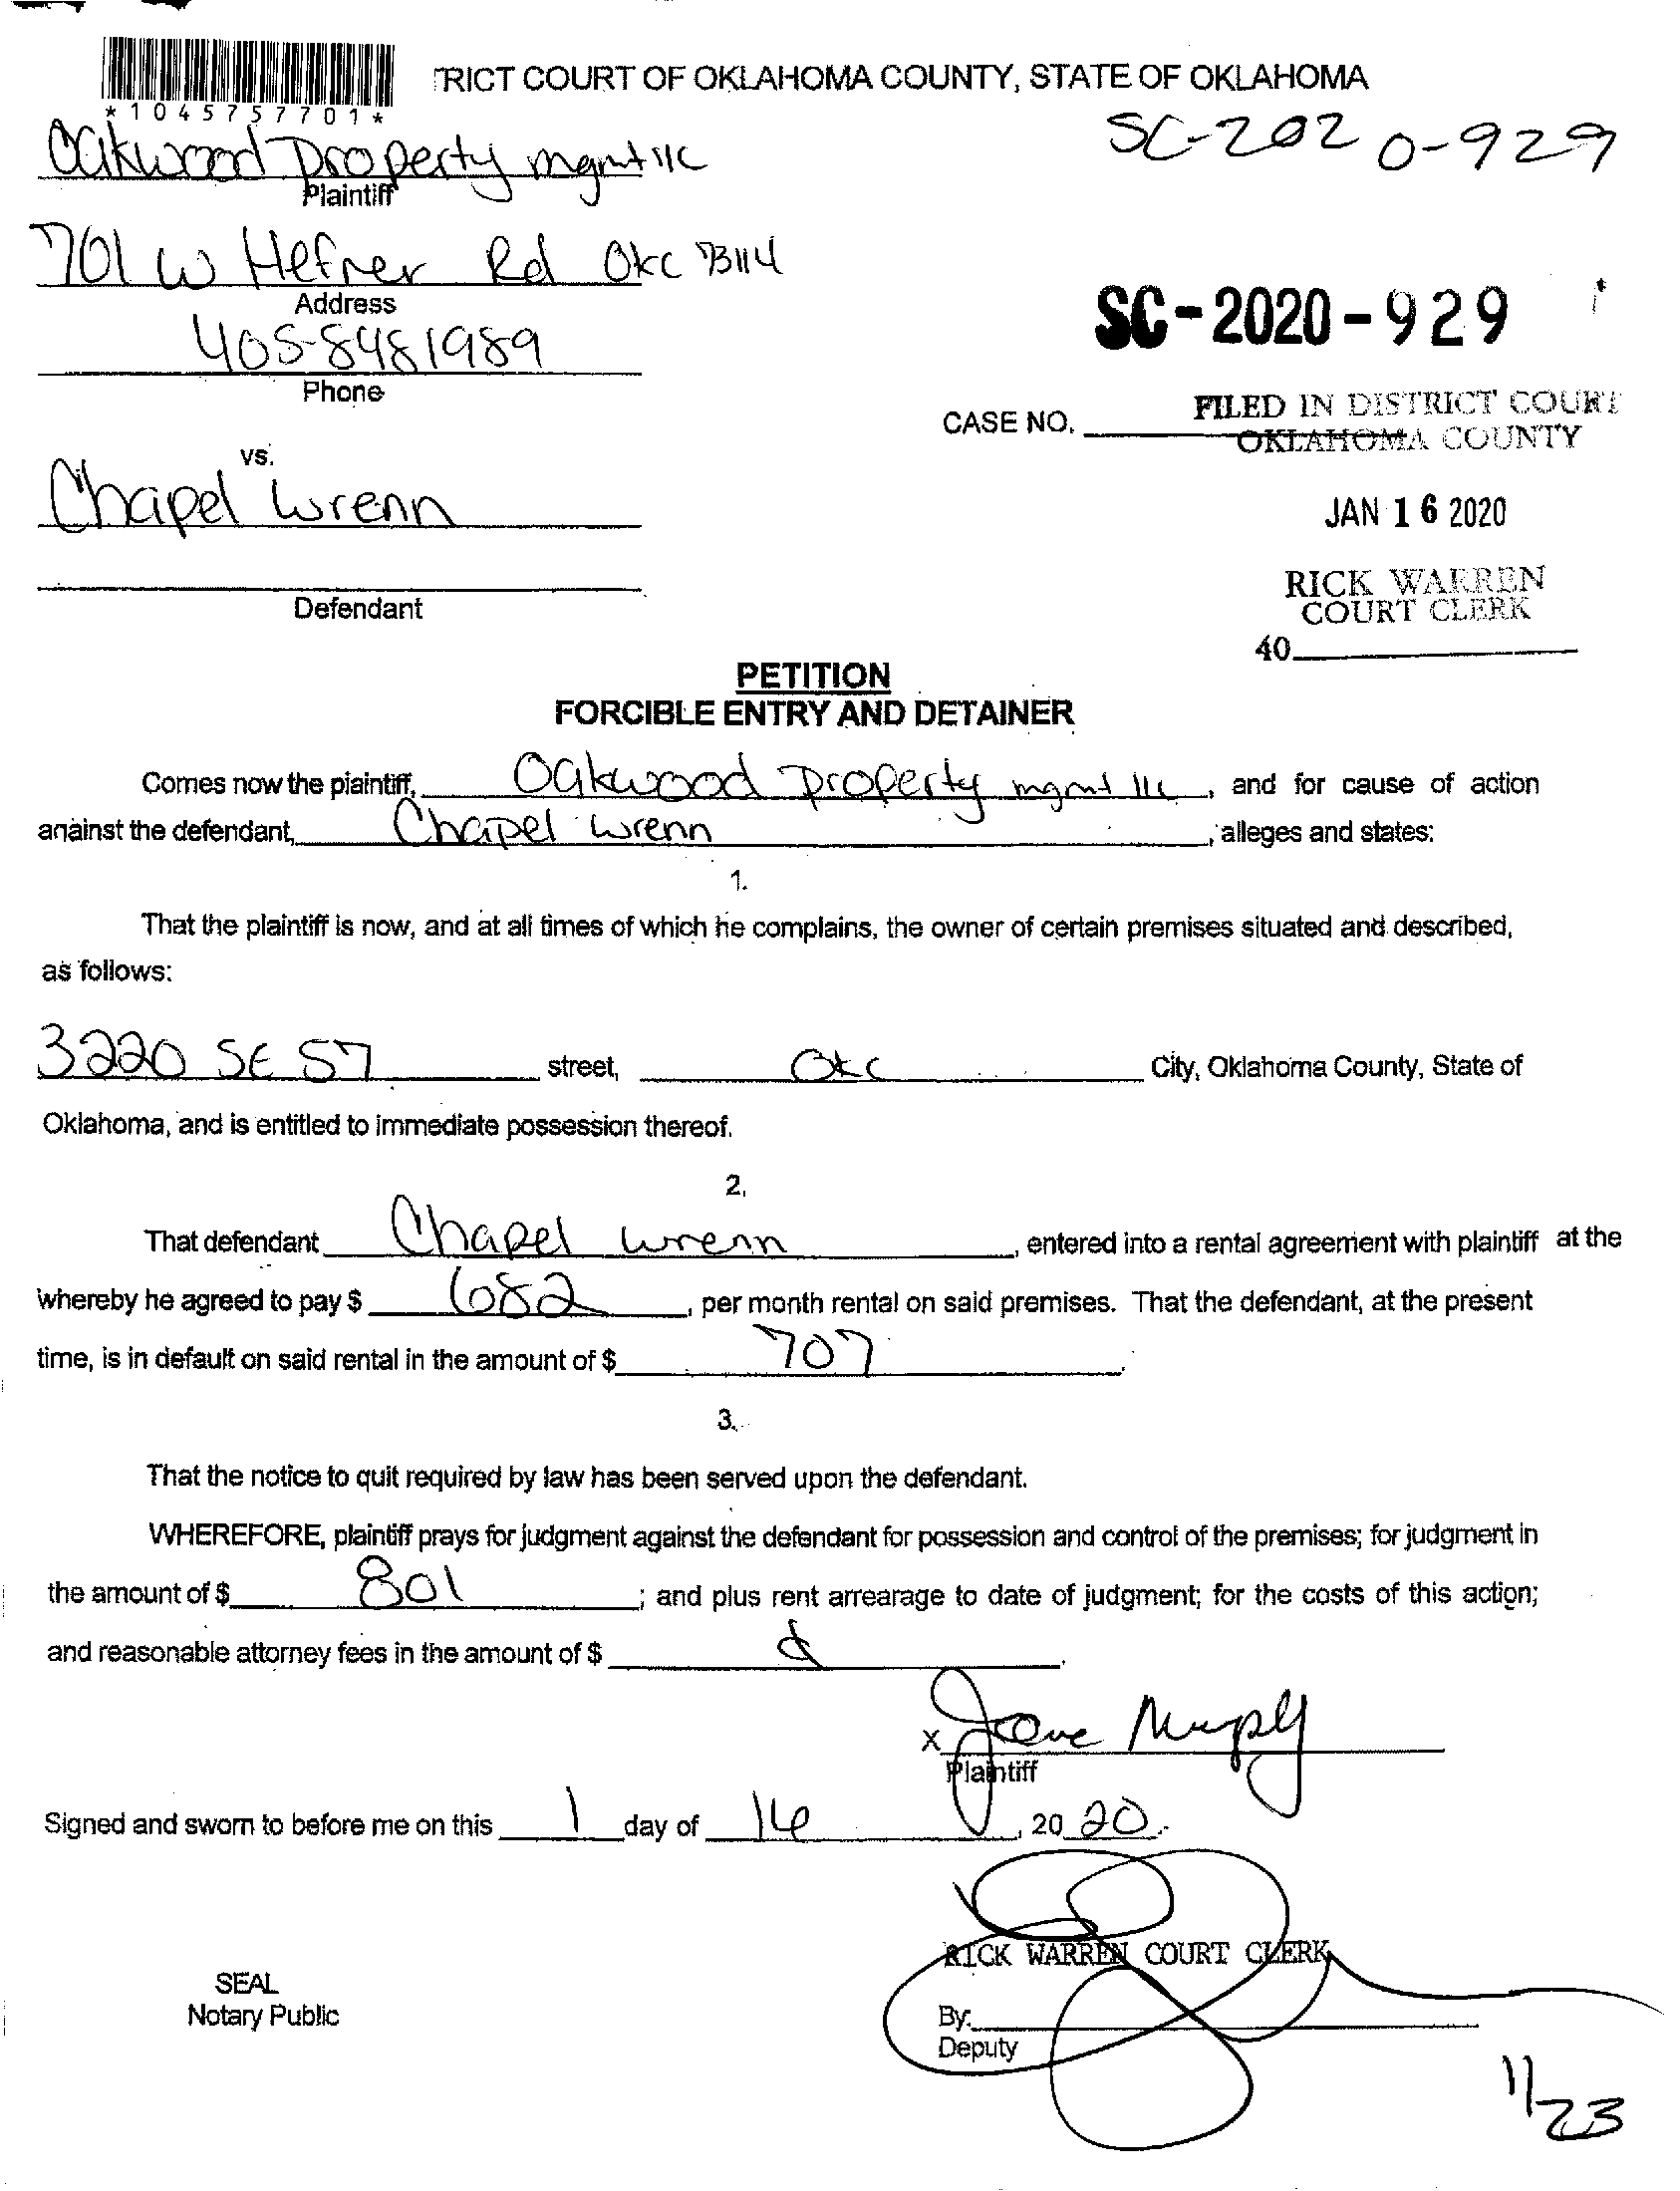 TRICT COURT OF OKLAHOMA COUNTY, STATE OF OKLAHOMA
*1045757701*
SC-2020-929
Oakwood Property mgmt llc
Plaintiff
701 W Hefner Rd OKC 73114
Address
405-8481989
Phone
SC-2020-929
CASE NO.
FILED IN DISTRICT COURT
OKLAHOMA COUNTY
vs.
Chapel Wrenn
JAN 16 2020
Defendant
RICK WARREN
COURT CLERK
40
PETITION
FORCIBLE ENTRY AND DETAINER
Comes now the plaintiff, Oakwood Property mgmt llc, and for cause of action
against the defendant, Chapel Wrenn, alleges and states:
1.
That the plaintiff is now, and at all times of which he complains, the owner of certain premises situated and described,
as follows:
3220 SE 57 street, OKC City, Oklahoma County, State of
Oklahoma, and is entitled to immediate possession thereof.
2.
That defendant Chapel Wrenn, entered into a rental agreement with plaintiff at the
whereby he agreed to pay $ 682, per month rental on said premises. That the defendant, at the present
time, is in default on said rental in the amount of $ 707.
3.
That the notice to quit required by law has been served upon the defendant.
WHEREFORE, plaintiff prays for judgment against the defendant for possession and control of the premises; for judgment in
the amount of $ 801; and plus rent arrearage to date of judgment; for the costs of this action;
and reasonable attorney fees in the amount of $
X
Plaintiff
Signed and sworn to before me on this 1 day of 16, 2020.
RICK WARREN COURT CLERK
SEAL
Notary Public
By:
Deputy
1/23